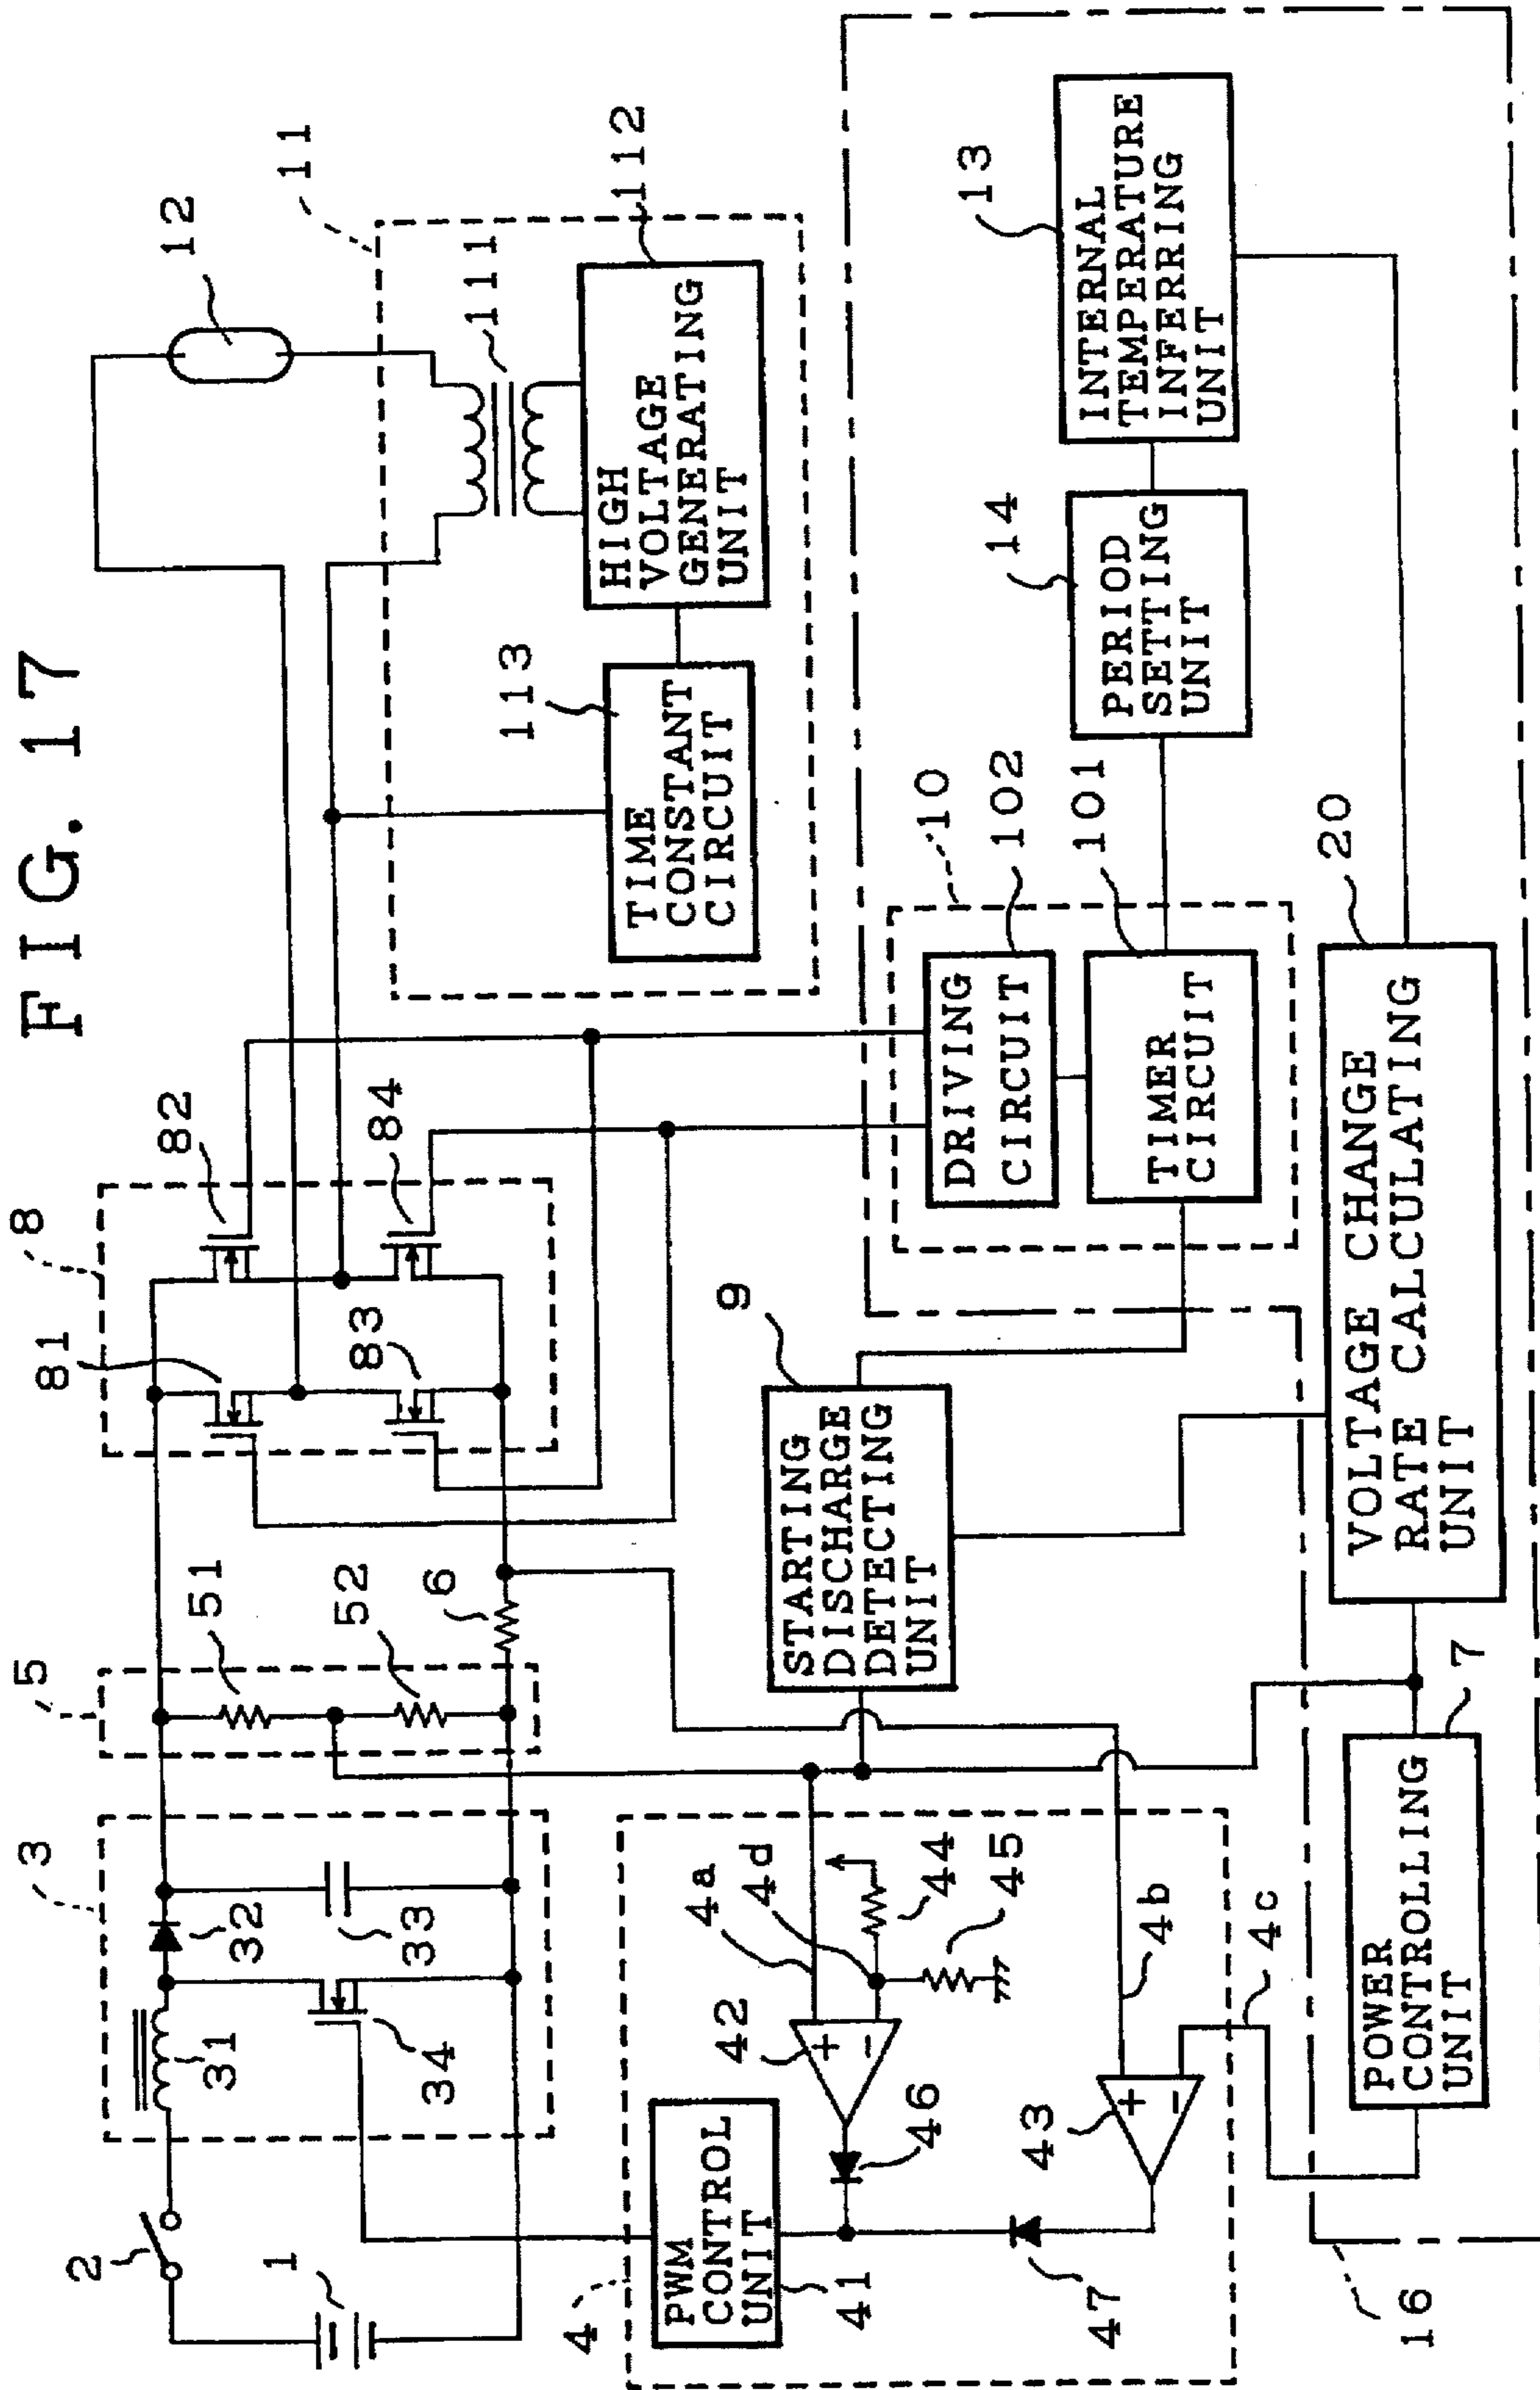 FIG. 17
8
82
81
84
83
5
51
52
6
3
32
31
33
34
2
1
12
11
111
112
HIGH
VOLTAGE
GENERATING
UNIT
113
TIME
CONSTANT
CIRCUIT
4
PWM
CONTROL
UNIT
41
42
4a
4d
44
45
46
43
47
4b
4c
9
STARTING
DISCHARGE
DETECTING
UNIT
10
102
DRIVING
CIRCUIT
101
TIMER
CIRCUIT
14
PERIOD
SETTING
UNIT
13
INTERNAL
TEMPERATURE
INFERRING
UNIT
16
7
POWER
CONTROLLING
UNIT
20
VOLTAGE CHANGE
RATE CALCULATING
UNIT